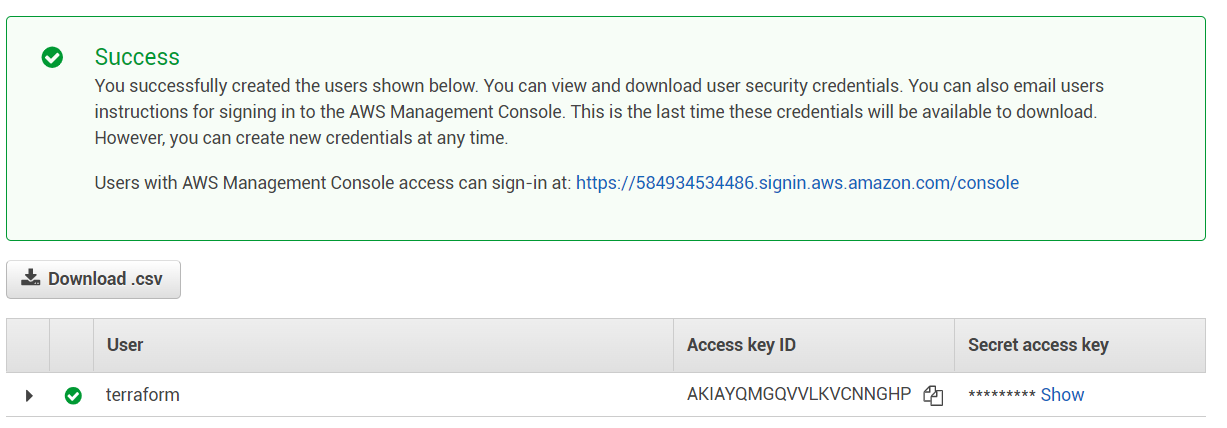 Success
You successfully created the users shown below. You can view and download user security credentials. You can also email users
instructions for signing in to the AWS Management Console. This is the last time these credentials will be available to download.
However, you can create new credentials at any time.
Users with AWS Management Console access can sign-in at: https://584934534486.signin.aws.amazon.com/console
Download .csv
User Access key ID Secret access key
terraform AKIAYQMGQVVLKVCNNGHP ********* Show